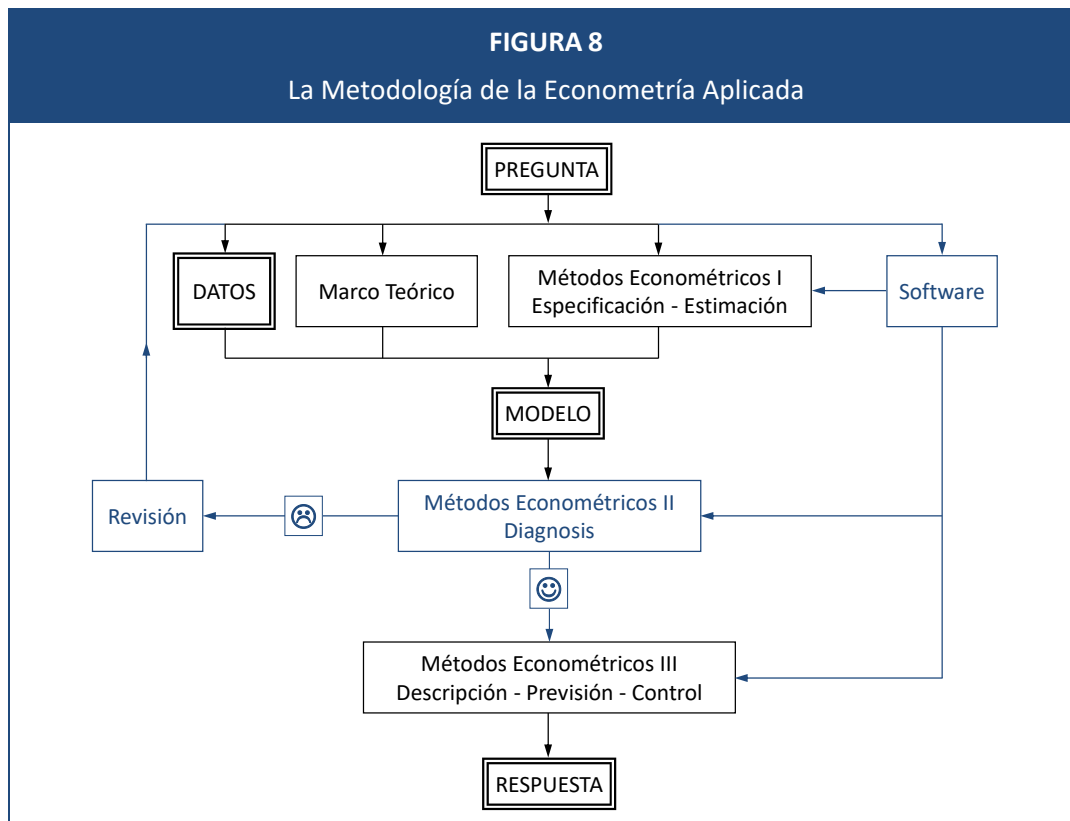 FIGURA 8
La Metodología de la Econometría Aplicada
PREGUNTA
DATOS
Marco Teórico
Métodos Econométricos I
Especificación - Estimación
Software
MODELO
Revisión
Métodos Econométricos II
Diagnosis
Métodos Econométricos III
Descripción - Previsión - Control
RESPUESTA